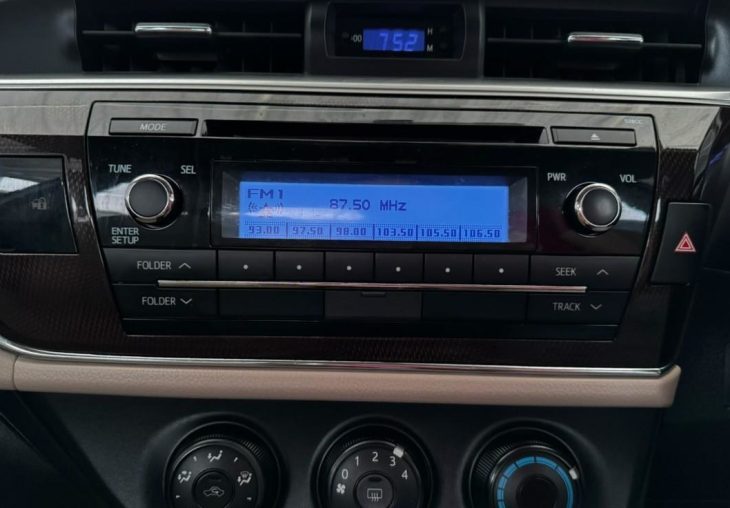 :00 7:52 H
M
MODE
TUNE SEL
PWR VOL
FM1
87.50 MHz
93.00 97.50 98.00 103.50 105.50 106.50
ENTER
SETUP
FOLDER
SEEK
FOLDER
TRACK
0 1 2 3 4